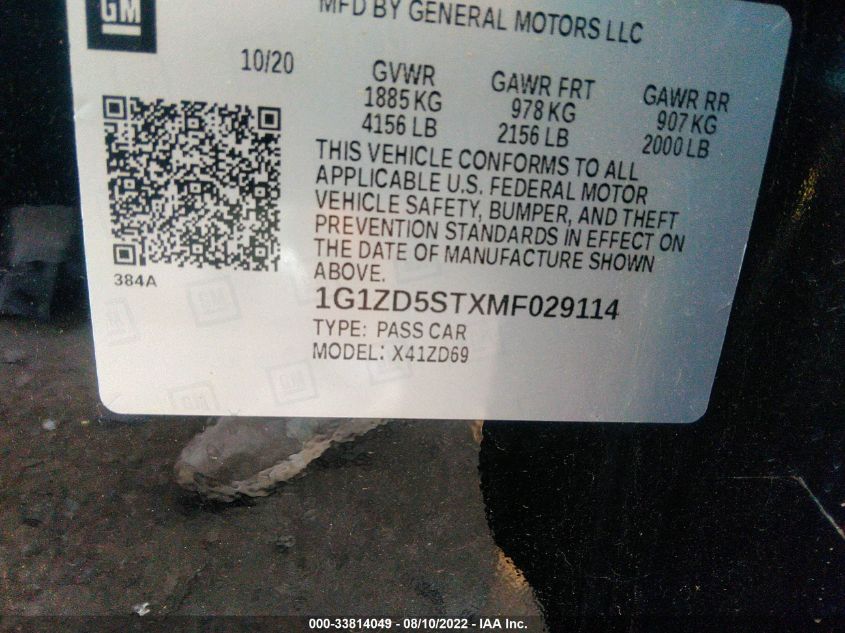 GM
MFD BY GENERAL MOTORS LLC
10/20
GVWR
1885 KG
4156 LB
GAWR FRT
978 KG
2156 LB
GAWR RR
907 KG
2000 LB
THIS VEHICLE CONFORMS TO ALL
APPLICABLE U.S. FEDERAL MOTOR
VEHICLE SAFETY, BUMPER, AND THEFT
PREVENTION STANDARDS IN EFFECT ON
THE DATE OF MANUFACTURE SHOWN
ABOVE.
384A
1G1ZD5STXMF029114
TYPE: PASS CAR
MODEL: X41ZD69
000-33814049 - 08/10/2022 - IAA Inc.